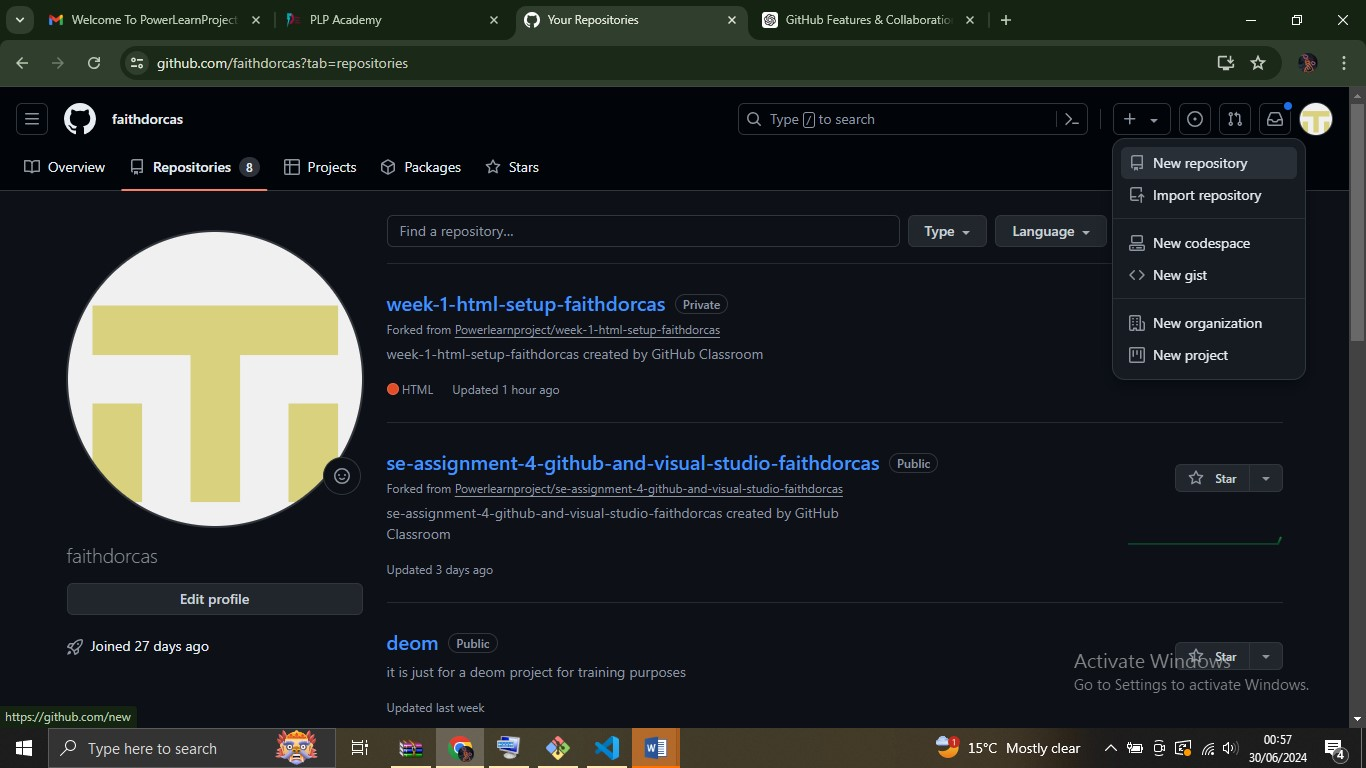 Welcome To PowerLearnProject
PLP Academy
Your Repositories
GitHub Features & Collaboratio
github.com/faithdorcas?tab=repositories
faithdorcas
Type / to search
Overview
Repositories 8
Projects
Packages
Stars
New repository
Import repository
New codespace
New gist
New organization
New project
Find a repository...
Type
Language
week-1-html-setup-faithdorcas Private
Forked from Powerlearnproject/week-1-html-setup-faithdorcas
week-1-html-setup-faithdorcas created by GitHub Classroom
HTML Updated 1 hour ago
se-assignment-4-github-and-visual-studio-faithdorcas Public
Star
Forked from Powerlearnproject/se-assignment-4-github-and-visual-studio-faithdorcas
se-assignment-4-github-and-visual-studio-faithdorcas created by GitHub
Classroom
Updated 3 days ago
faithdorcas
Edit profile
Joined 27 days ago
deom Public
Star
it is just for a deom project for training purposes
Updated last week
Activate Windows
Go to Settings to activate Windows.
https://github.com/new
Type here to search
1
15°C Mostly clear
00:57
30/06/2024
4